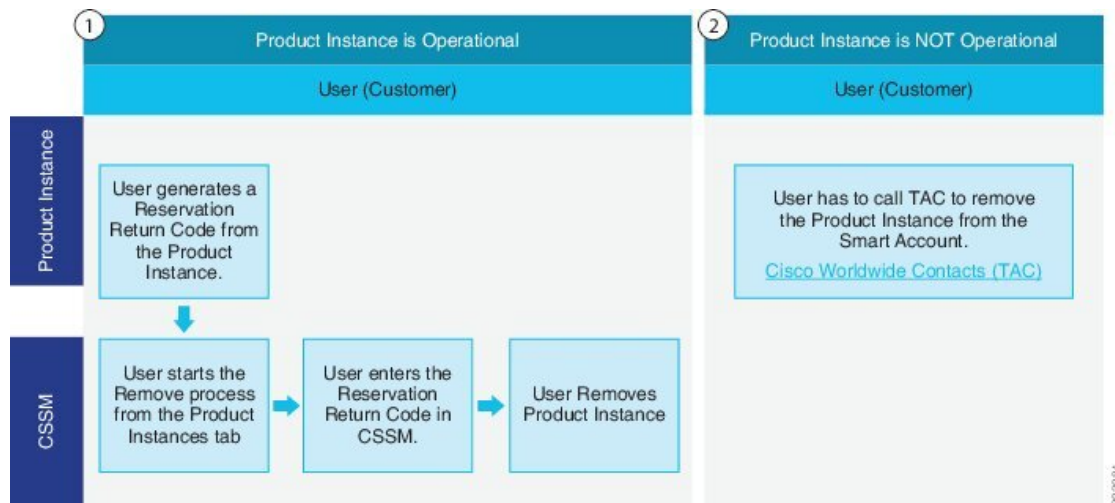 1
Product Instance is Operational
User (Customer)
2
Product Instance is NOT Operational
User (Customer)
Product Instance
User generates a
Reservation
Return Code from
the Product
Instance.
User has to call TAC to remove
the Product Instance from the
Smart Account.
Cisco Worldwide Contacts (TAC)
CSSM
User starts the
Remove process
from the Product
Instances tab
User enters the
Reservation
Return Code in
CSSM.
User Removes
Product Instance